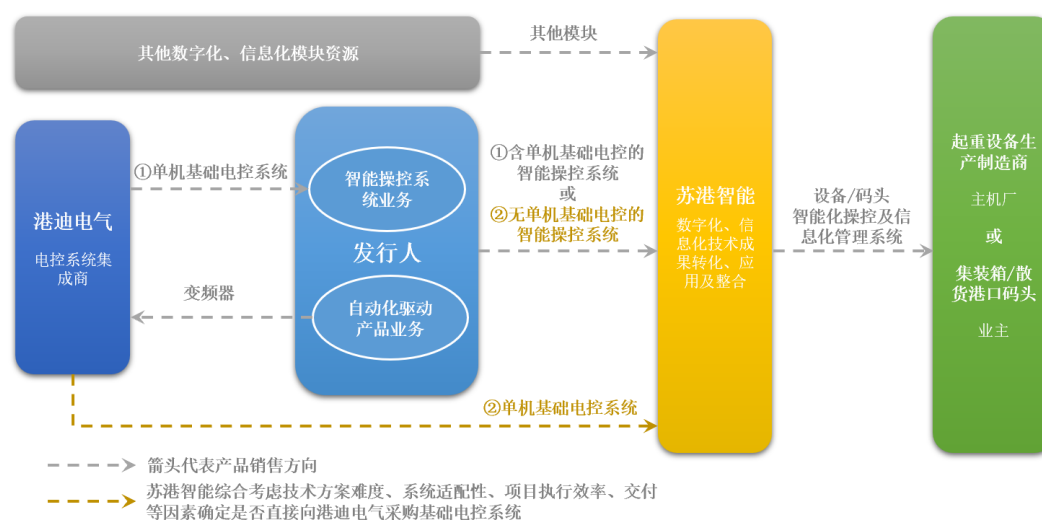 其他数字化、信息化模块资源
其他模块
港迪电气
电控系统集
成商
①单机基础电控系统
变频器
智能操控系
统业务
发行人
自动化驱动
产品业务
①含单机基础电控的
智能操控系统
或
②无单机基础电控的
智能操控系统
②单机基础电控系统
苏港智能
数字化、信
息化技术成
果转化、应
用及整合
设备/码头
智能化操控及信
息化管理系统
起重设备生
产制造商
主机厂
或
集装箱/散
货港口码头
业主
箭头代表产品销售方向
苏港智能综合考虑技术方案难度、系统适配性、项目执行效率、交付
等因素确定是否直接向港迪电气采购基础电控系统